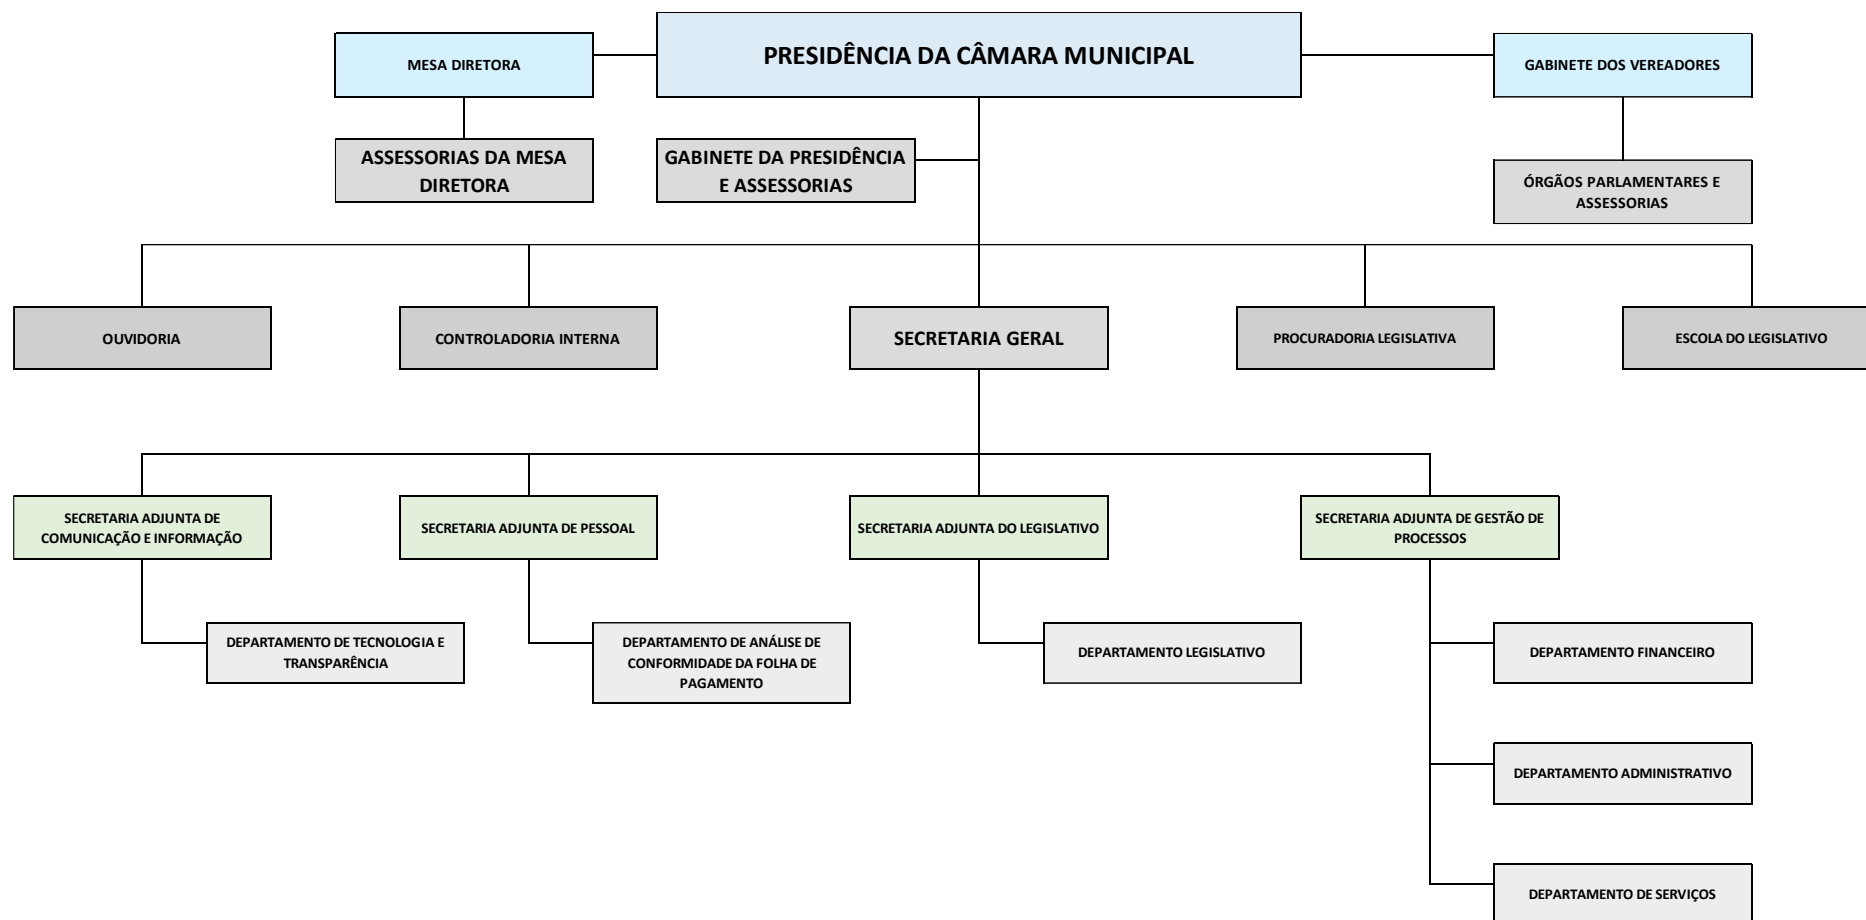 PRESIDÊNCIA DA CÂMARA MUNICIPAL
MESA DIRETORA
GABINETE DOS VEREADORES
ASSESSORIAS DA MESA
DIRETORA
GABINETE DA PRESIDÊNCIA
E ASSESSORIAS
ÓRGÃOS PARLAMENTARES E
ASSESSORIAS
OUVIDORIA
CONTROLADORIA INTERNA
SECRETARIA GERAL
PROCURADORIA LEGISLATIVA
ESCOLA DO LEGISLATIVO
SECRETARIA ADJUNTA DE
COMUNICAÇÃO E INFORMAÇÃO
SECRETARIA ADJUNTA DE PESSOAL
SECRETARIA ADJUNTA DO LEGISLATIVO
SECRETARIA ADJUNTA DE GESTÃO DE
PROCESSOS
DEPARTAMENTO DE TECNOLOGIA E
TRANSPARÊNCIA
DEPARTAMENTO DE ANÁLISE DE
CONFORMIDADE DA FOLHA DE
PAGAMENTO
DEPARTAMENTO LEGISLATIVO
DEPARTAMENTO FINANCEIRO
DEPARTAMENTO ADMINISTRATIVO
DEPARTAMENTO DE SERVIÇOS